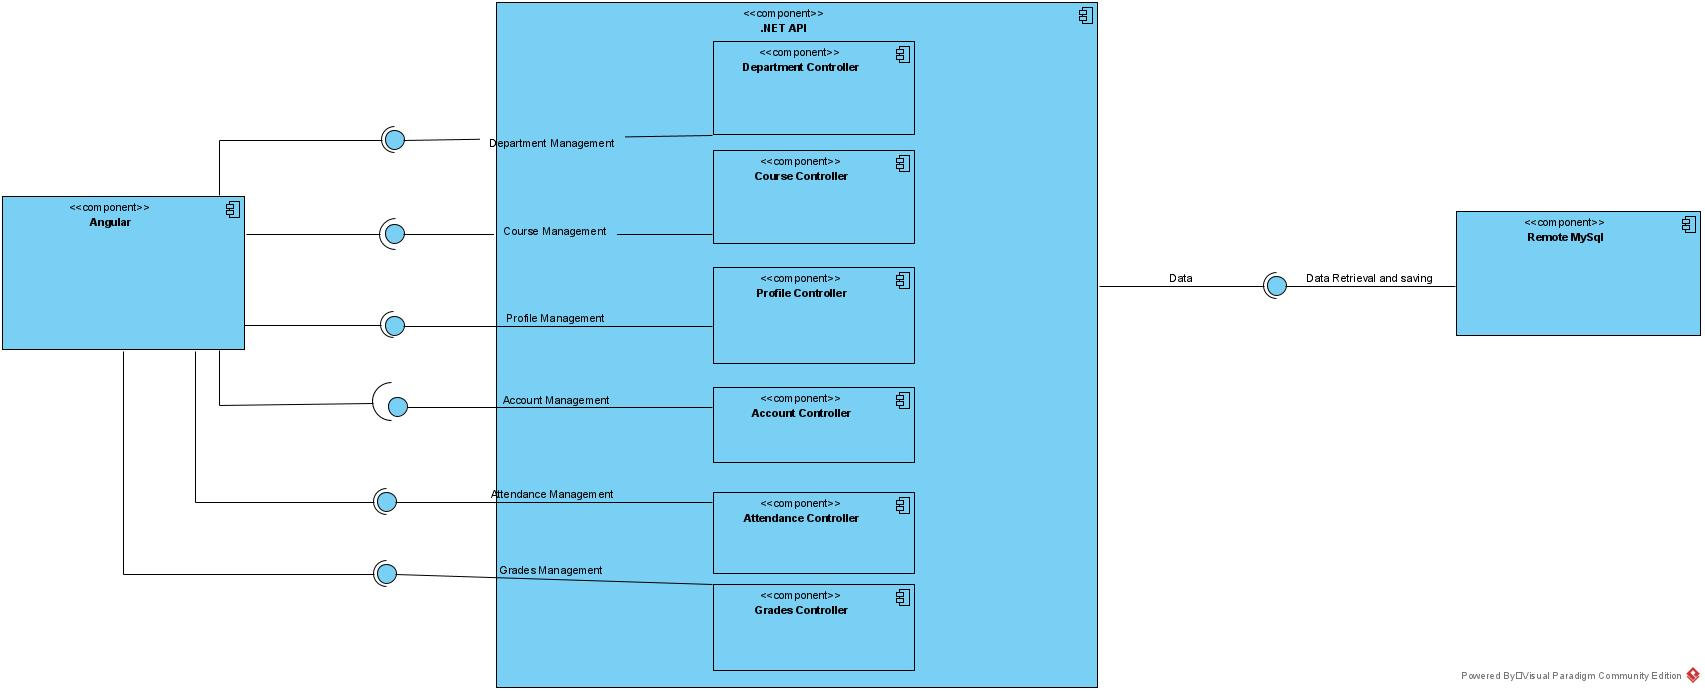 <<component>>
.NET API
<<component>>
Department Controller
Department Management
<<component>>
Course Controller
<<component>>
Angular
Course Management
<<component>>
Remote MySql
<<component>>
Profile Controller
Data
Data Retrieval and saving
Profile Management
<<component>>
Account Controller
Account Management
Attendance Management
<<component>>
Attendance Controller
Grades Management
<<component>>
Grades Controller
Powered By□Visual Paradigm Community Edition